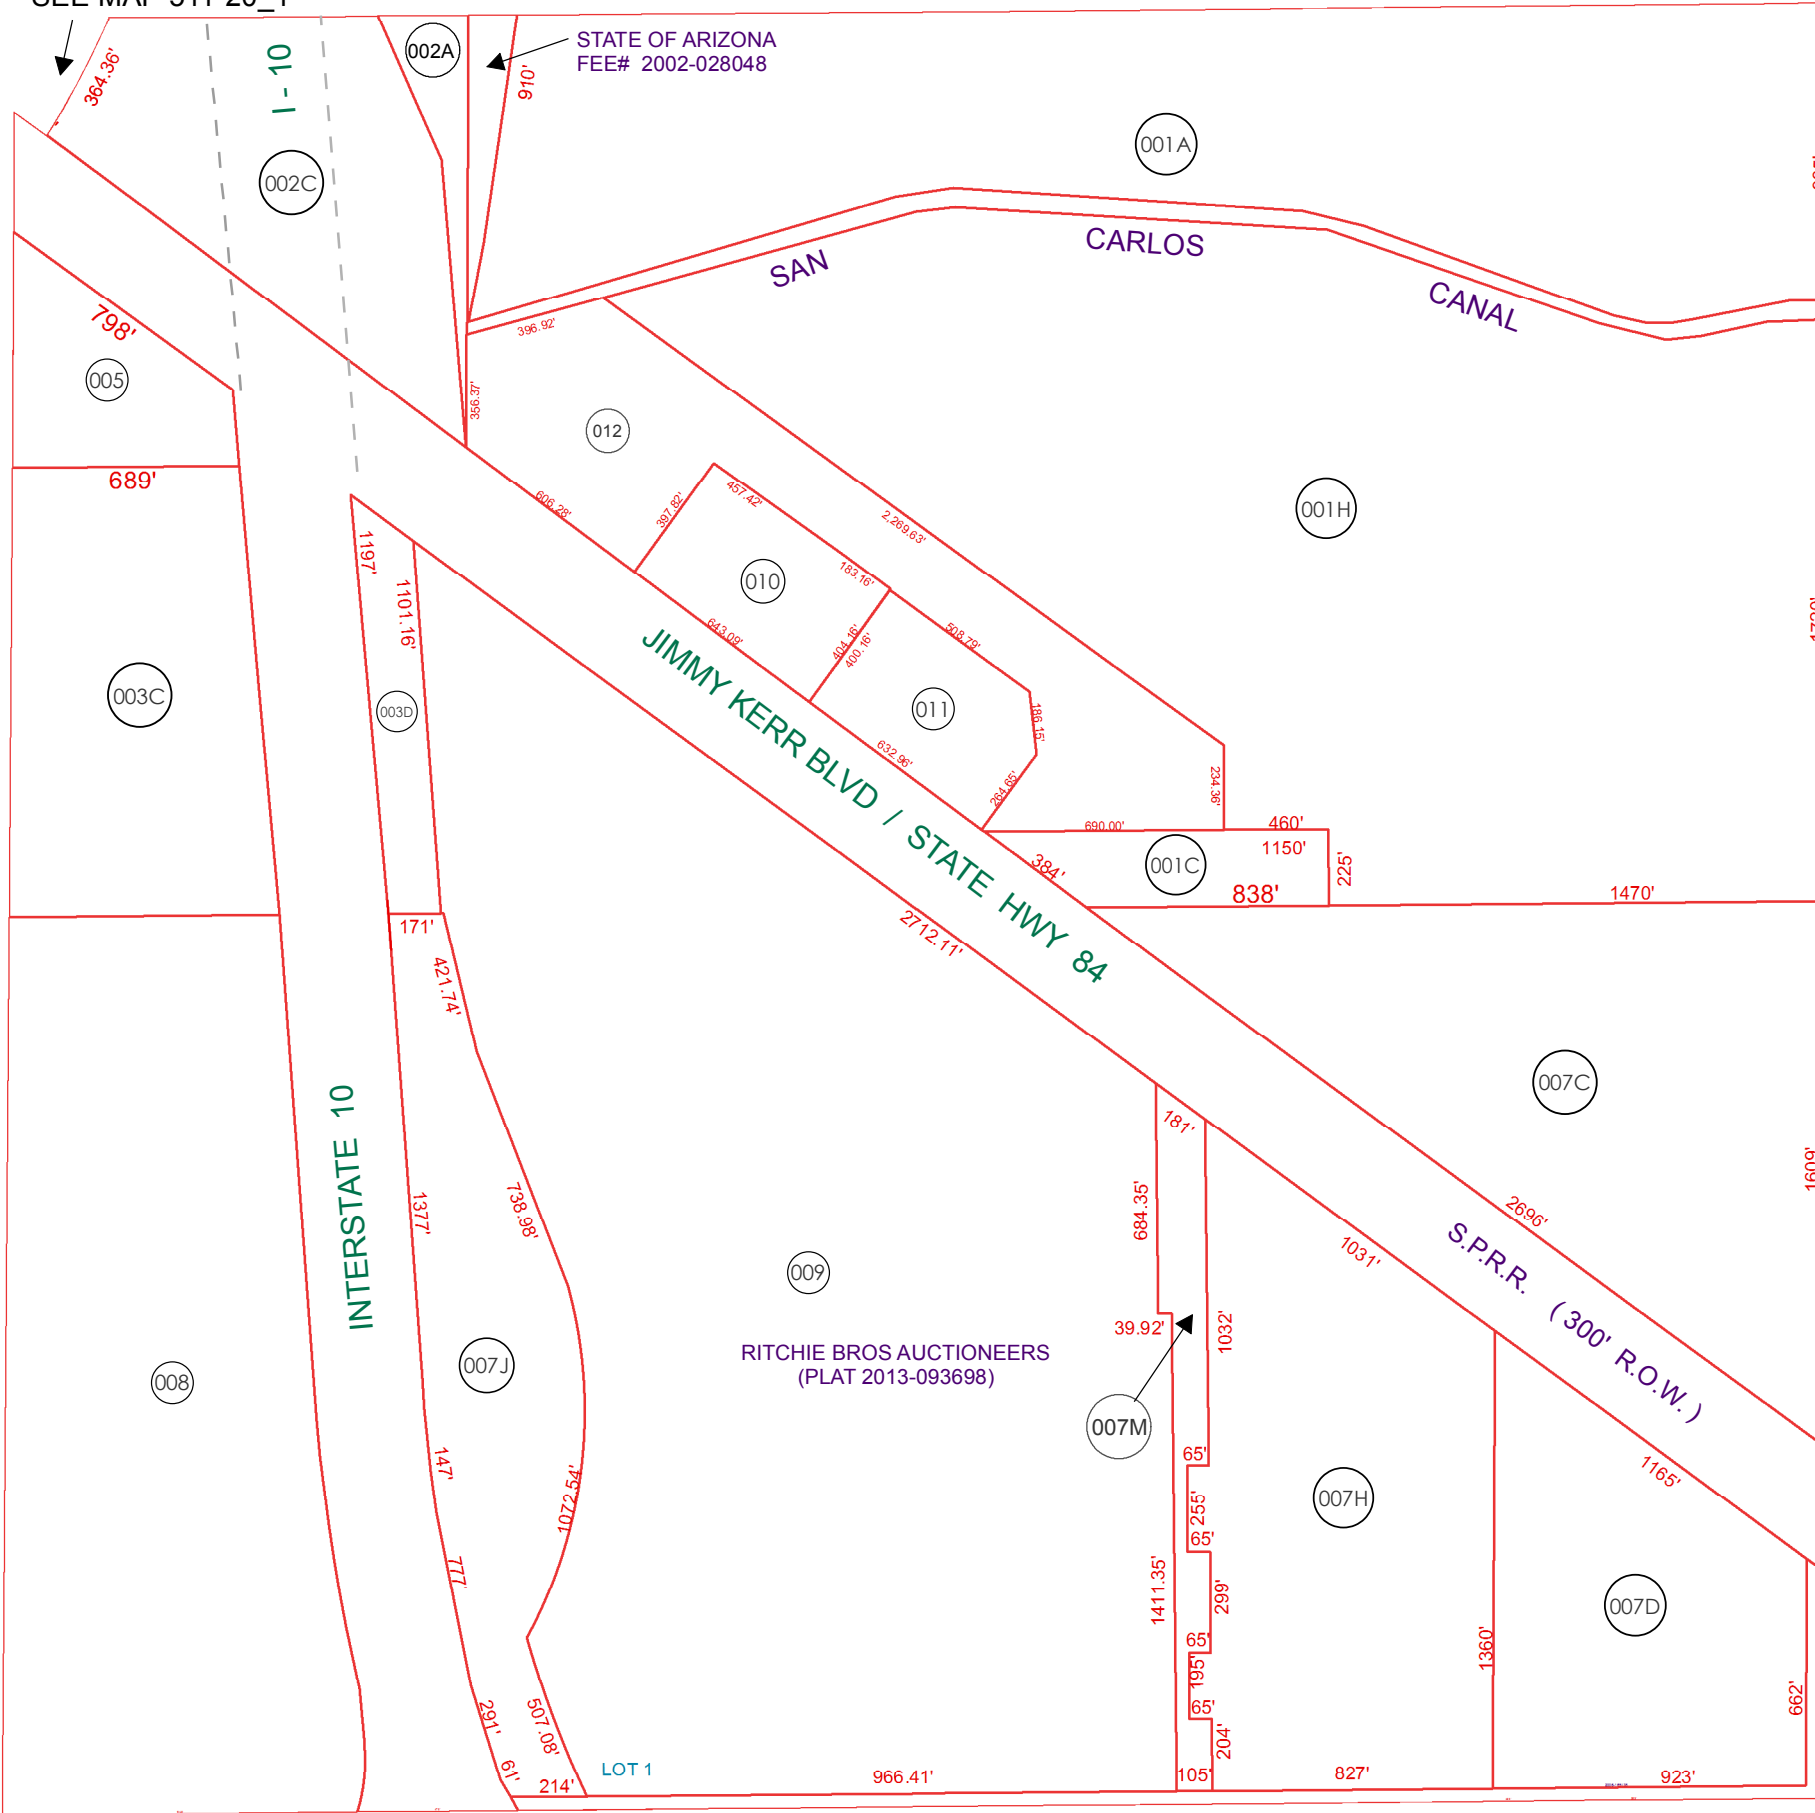 364.36'
I - 10
002A
STATE OF ARIZONA
FEE# 2002-028048
910'
001A
002C
SAN
CARLOS
CANAL
798'
396.92'
005
356.37'
012
689'
606.28'
397.82'
457.42'
2,269.63'
001H
1197'
1101.16'
010
183.16'
643.09'
404.16'
400.16'
508.79'
003C
003D
011
186.15'
632.96'
264.65'
234.36'
JIMMY KERR BLVD / STATE HWY 84
690.00'
460'
1150'
001C
384'
225'
838'
1470'
171'
421.74'
2712.11'
007C
181'
INTERSTATE 10
1377'
738.98'
684.35'
1609'
2696'
1031'
S.P.R.R. ( 300' R.O.W. )
009
39.92'
1032'
RITCHIE BROS AUCTIONEERS
(PLAT 2013-093698)
008
007J
007M
147'
1072.54'
65'
255'
65'
007H
1165'
777'
1411.35'
299'
007D
65'
195'
1360'
65'
204'
662'
291'
507.08'
61'
214'
LOT 1
966.41'
105'
827'
923'